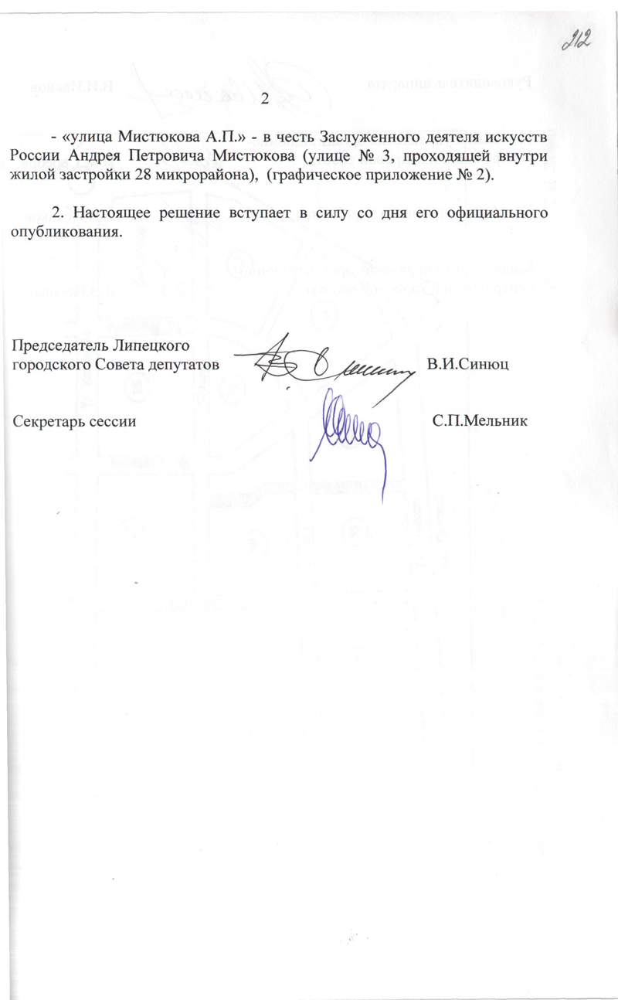 212
2
- «улица Мистюкова А.П.» - в честь Заслуженного деятеля искусств
России Андрея Петровича Мистюкова (улице № 3, проходящей внутри
жилой застройки 28 микрорайона), (графическое приложение № 2).
2. Настоящее решение вступает в силу со дня его официального
опубликования.
Председатель Липецкого
городского Совета депутатов В.И.Синюц
Секретарь сессии С.П.Мельник